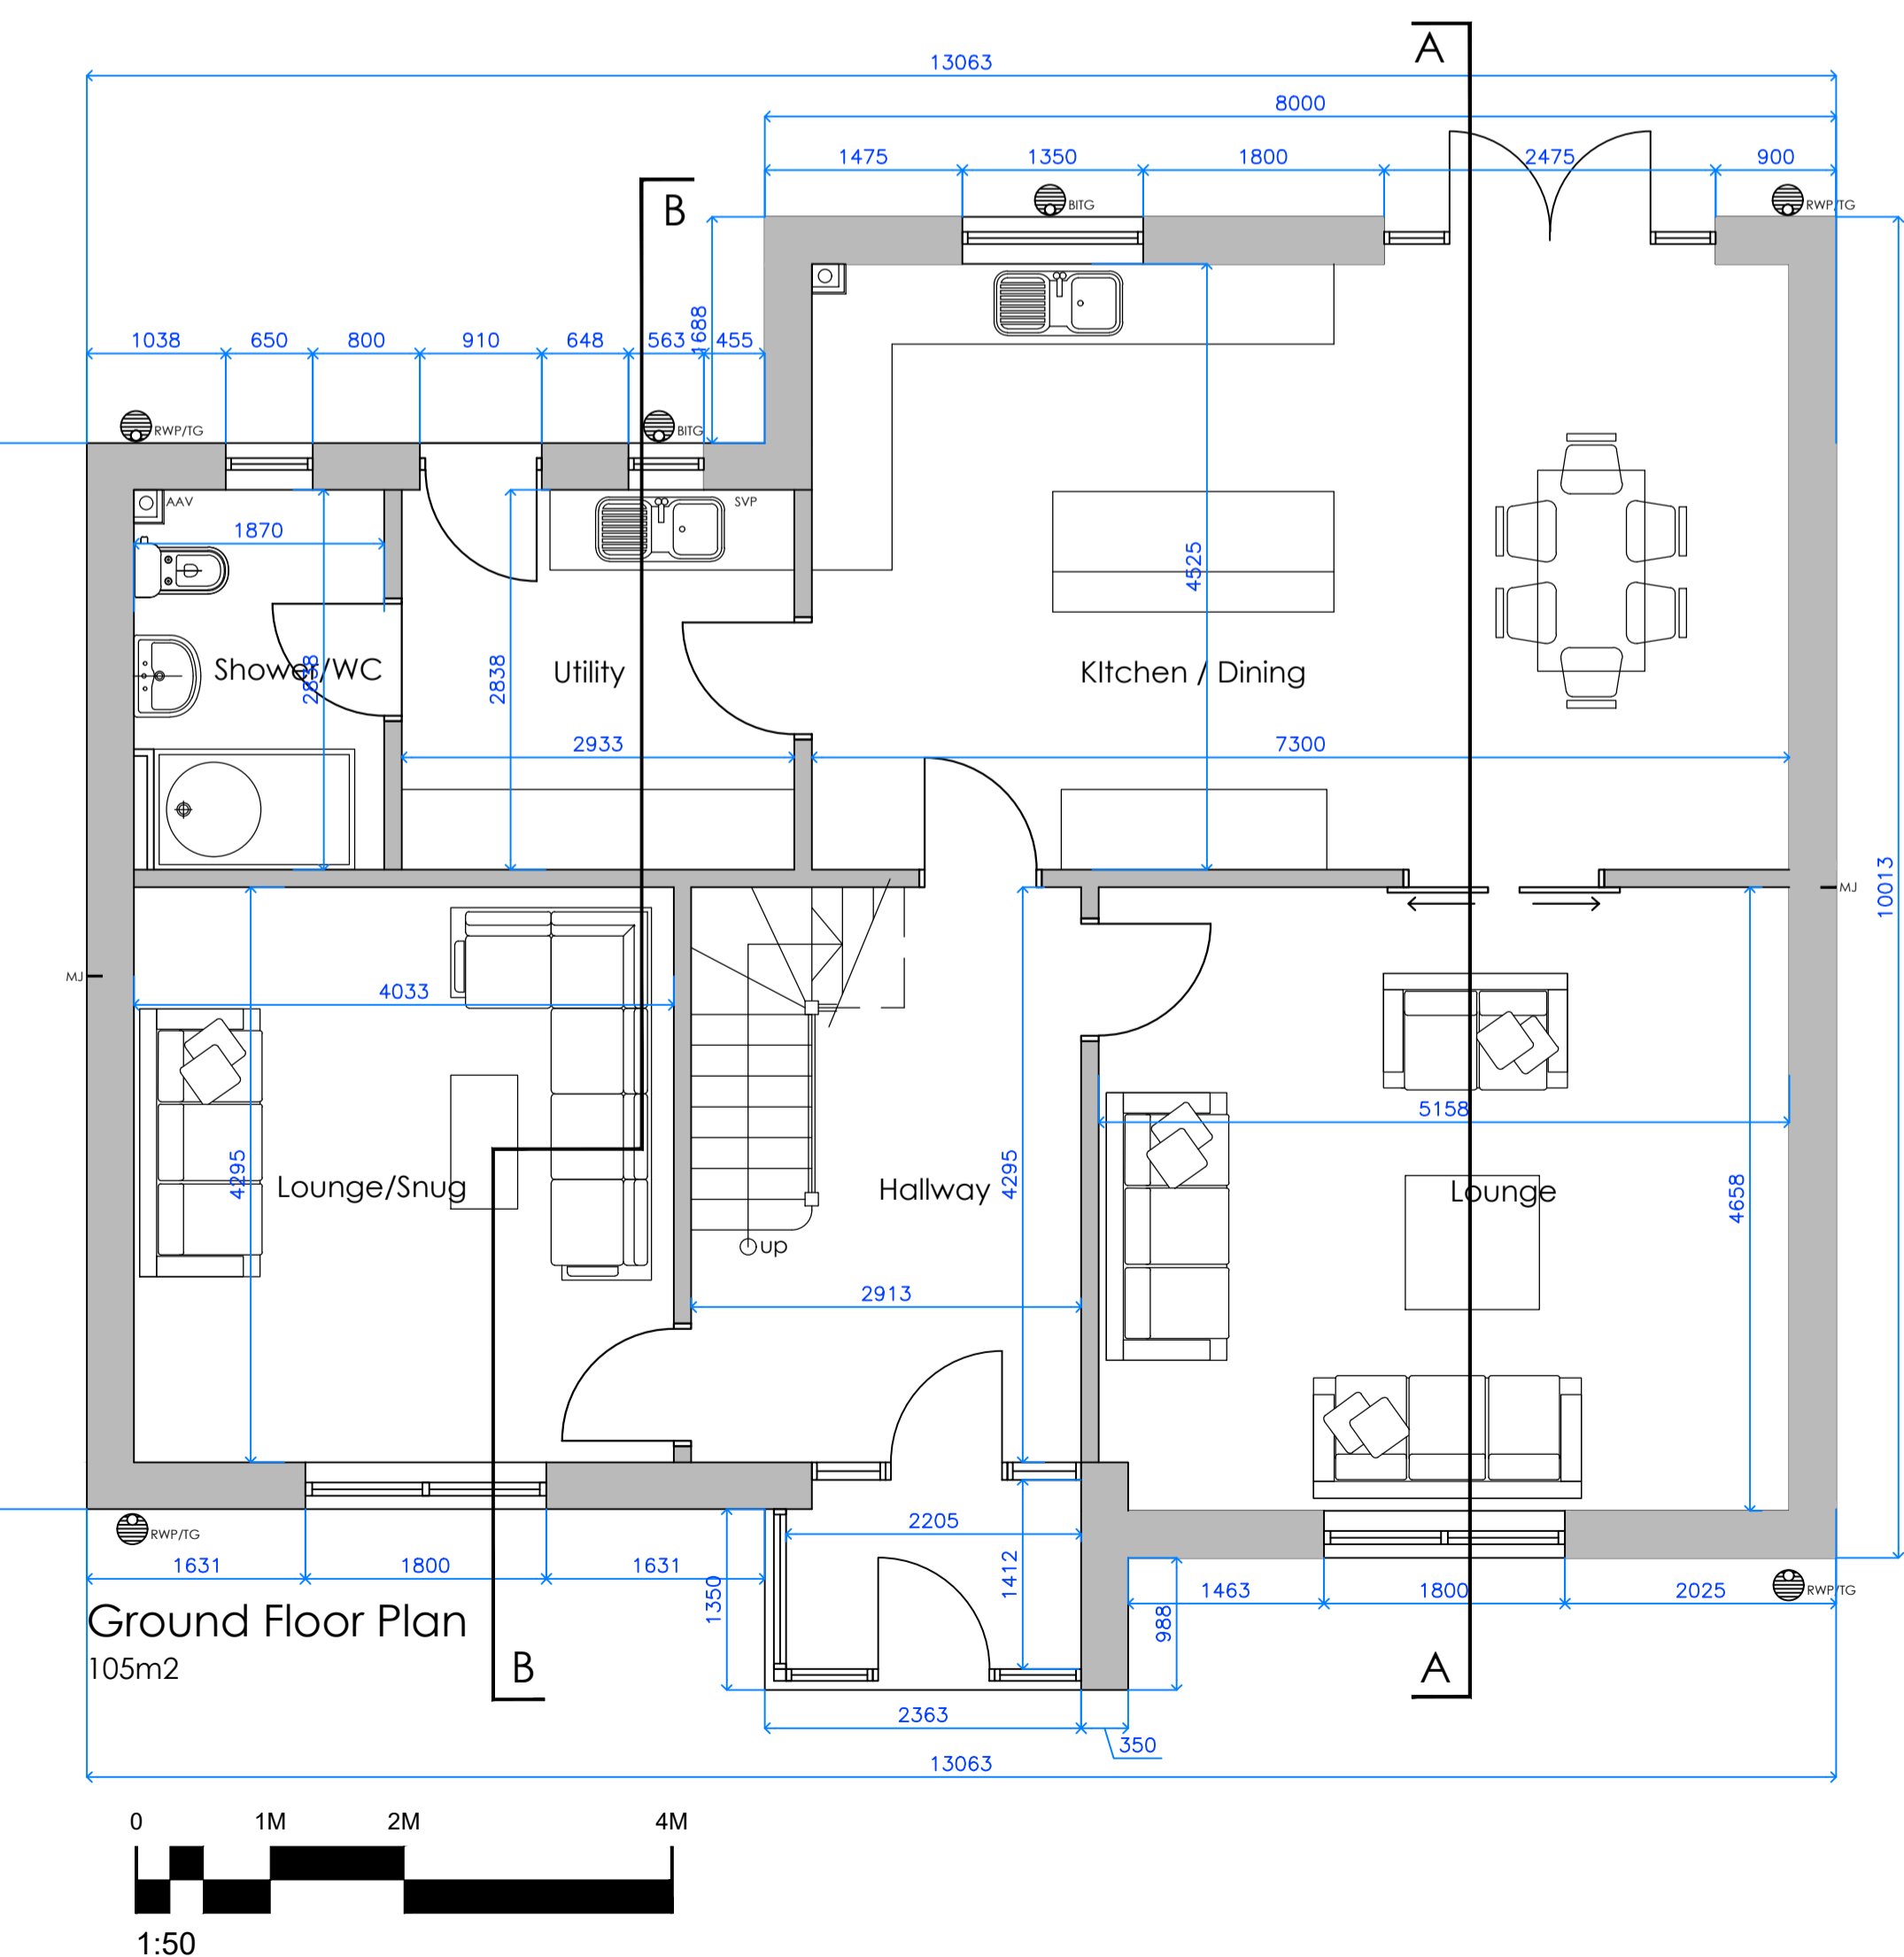 A
13063
8000
1475 1350 1800 2475 900
B
BITG RWP/TG
1688
1038 650 800 910 648 563 455
RWP/TG BITG
AAV SVP
1870
4525
Shower/WC Utility KItchen / Dining
2838 2838
2933 7300
10013
MJ
MJ
4033
5158
4295 Lounge/Snug Hallway 4295 Lounge
4658
up
2913
RWP/TG
2205
1631 1800 1631
1350 1412
1463 1800 2025
RWP/TG
988
Ground Floor Plan
105m2
B A
2363
350
13063
0 1M 2M 4M
1:50